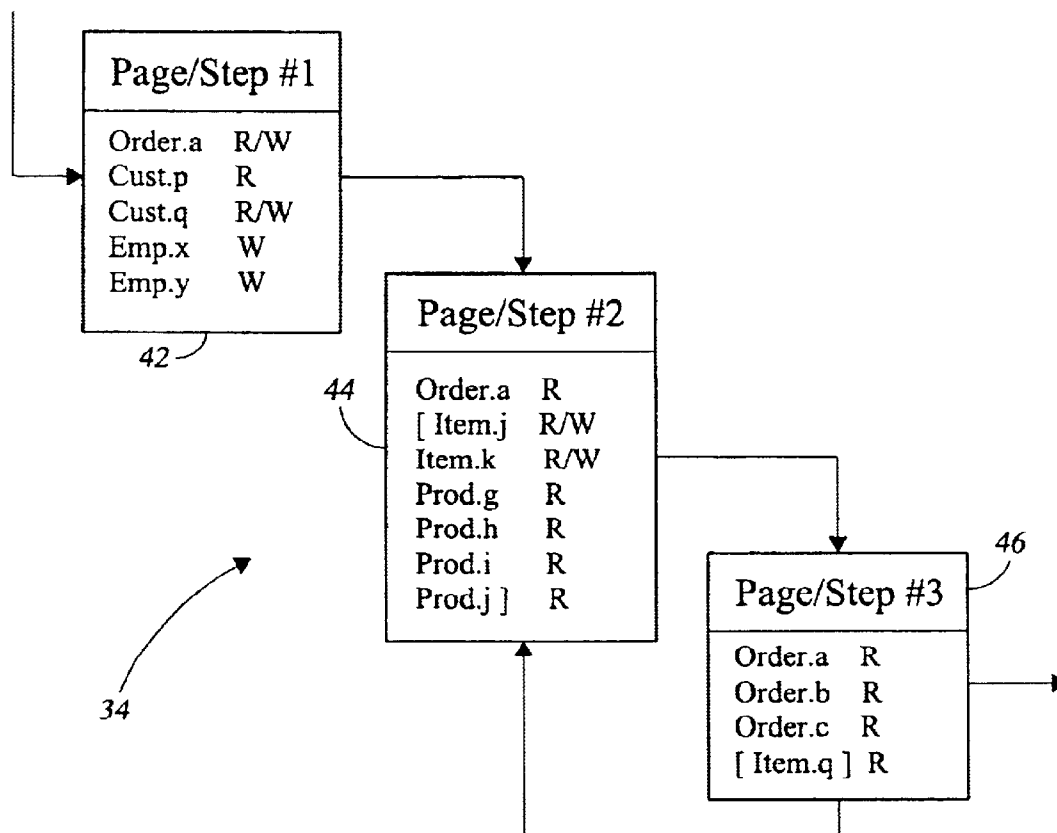 Page/Step #1
Order.a R/W
Cust.p R
Cust.q R/W
Emp.x W
Emp.y W
42
Page/Step #2
44
Order.a R
[ Item.j R/W
Item.k R/W
Prod.g R
Prod.h R
Prod.i R
Prod.j ] R
46
Page/Step #3
Order.a R
Order.b R
Order.c R
[ Item.q ] R
34